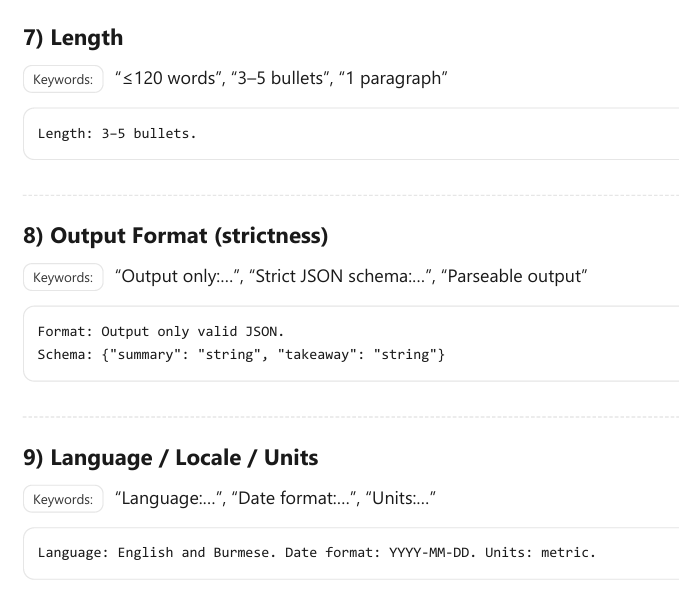 7) Length
Keywords: “≤120 words”, “3–5 bullets”, “1 paragraph”
Length: 3–5 bullets.
8) Output Format (strictness)
Keywords: “Output only:…”, “Strict JSON schema:…”, “Parseable output”
Format: Output only valid JSON.
Schema: {"summary": "string", "takeaway": "string"}
9) Language / Locale / Units
Keywords: “Language:…”, “Date format:…”, “Units:…”
Language: English and Burmese. Date format: YYYY-MM-DD. Units: metric.